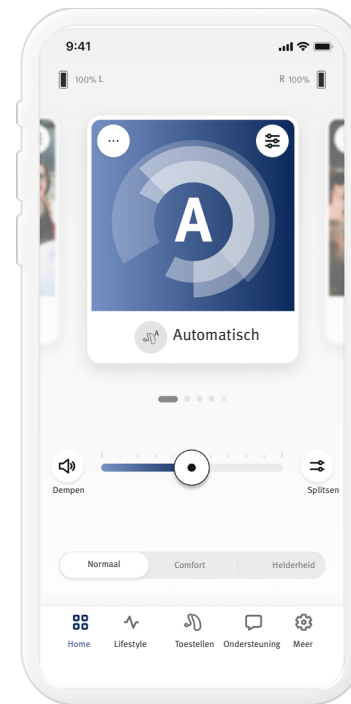 9:41
100% L
R 100%
A
A
Automatisch
Dempen
Splitsen
Normaal Comfort Helderheid
Home Lifestyle Toestellen Ondersteuning Meer